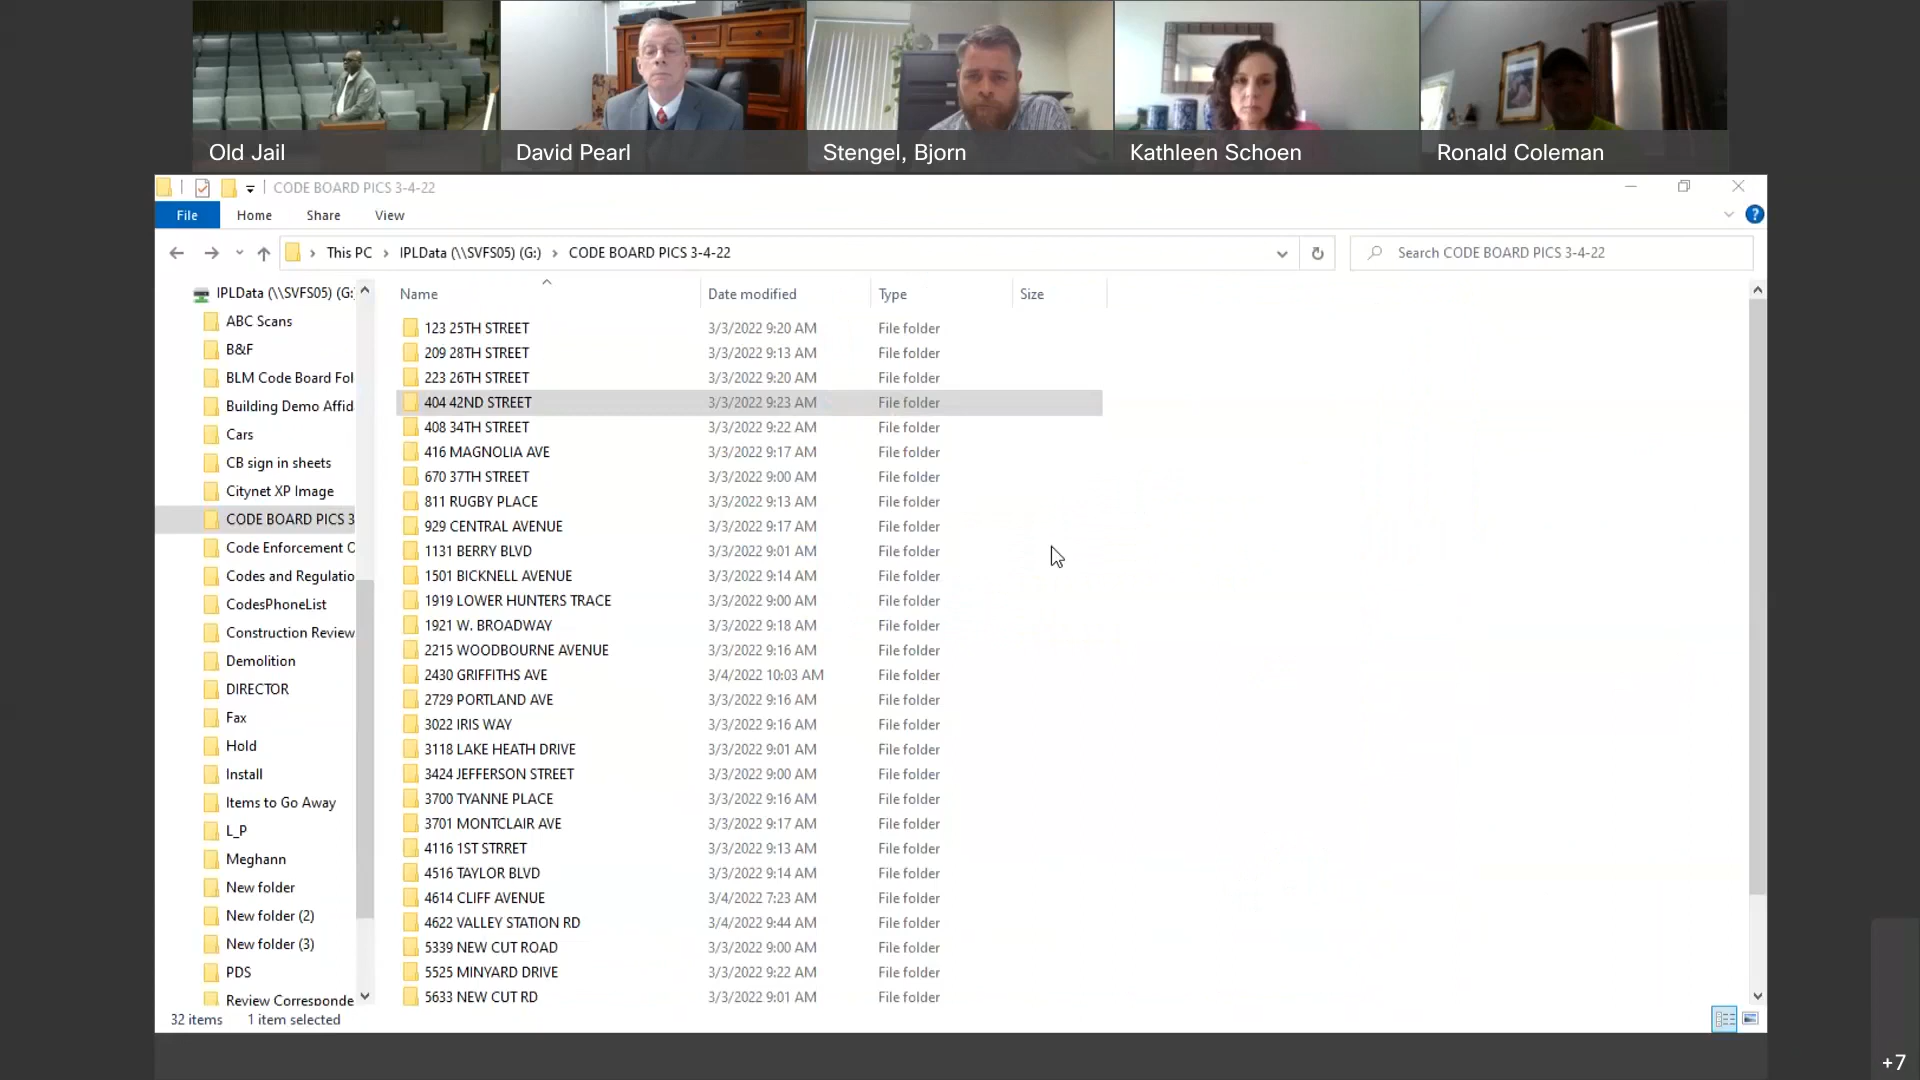 Old Jail
David Pearl
Stengel, Bjorn
Kathleen Schoen
Ronald Coleman
CODE BOARD PICS 3-4-22
File Home Share View
This PC IPLData (\\SVFS05) (G:) CODE BOARD PICS 3-4-22
Search CODE BOARD PICS 3-4-22
IPLData (\\SVFS05) (G:
ABC Scans
B&F
BLM Code Board Fol
Building Demo Affid
Cars
CB sign in sheets
Citynet XP Image
CODE BOARD PICS 3
Code Enforcement C
Codes and Regulatio
CodesPhoneList
Construction Review
Demolition
DIRECTOR
Fax
Hold
Install
Items to Go Away
L_P
Meghann
New folder
New folder (2)
New folder (3)
PDS
Review Corresponde
Name Date modified Type Size
123 25TH STREET 3/3/2022 9:20 AM File folder
209 28TH STREET 3/3/2022 9:13 AM File folder
223 26TH STREET 3/3/2022 9:20 AM File folder
404 42ND STREET 3/3/2022 9:23 AM File folder
408 34TH STREET 3/3/2022 9:22 AM File folder
416 MAGNOLIA AVE 3/3/2022 9:17 AM File folder
670 37TH STREET 3/3/2022 9:00 AM File folder
811 RUGBY PLACE 3/3/2022 9:13 AM File folder
929 CENTRAL AVENUE 3/3/2022 9:17 AM File folder
1131 BERRY BLVD 3/3/2022 9:01 AM File folder
1501 BICKNELL AVENUE 3/3/2022 9:14 AM File folder
1919 LOWER HUNTERS TRACE 3/3/2022 9:00 AM File folder
1921 W. BROADWAY 3/3/2022 9:18 AM File folder
2215 WOODBOURNE AVENUE 3/3/2022 9:16 AM File folder
2430 GRIFFITHS AVE 3/4/2022 10:03 AM File folder
2729 PORTLAND AVE 3/3/2022 9:16 AM File folder
3022 IRIS WAY 3/3/2022 9:16 AM File folder
3118 LAKE HEATH DRIVE 3/3/2022 9:01 AM File folder
3424 JEFFERSON STREET 3/3/2022 9:00 AM File folder
3700 TYANNE PLACE 3/3/2022 9:16 AM File folder
3701 MONTCLAIR AVE 3/3/2022 9:17 AM File folder
4116 1ST STRRET 3/3/2022 9:13 AM File folder
4516 TAYLOR BLVD 3/3/2022 9:14 AM File folder
4614 CLIFF AVENUE 3/4/2022 7:23 AM File folder
4622 VALLEY STATION RD 3/4/2022 9:44 AM File folder
5339 NEW CUT ROAD 3/3/2022 9:00 AM File folder
5525 MINYARD DRIVE 3/3/2022 9:22 AM File folder
5633 NEW CUT RD 3/3/2022 9:01 AM File folder
32 items 1 item selected
+7